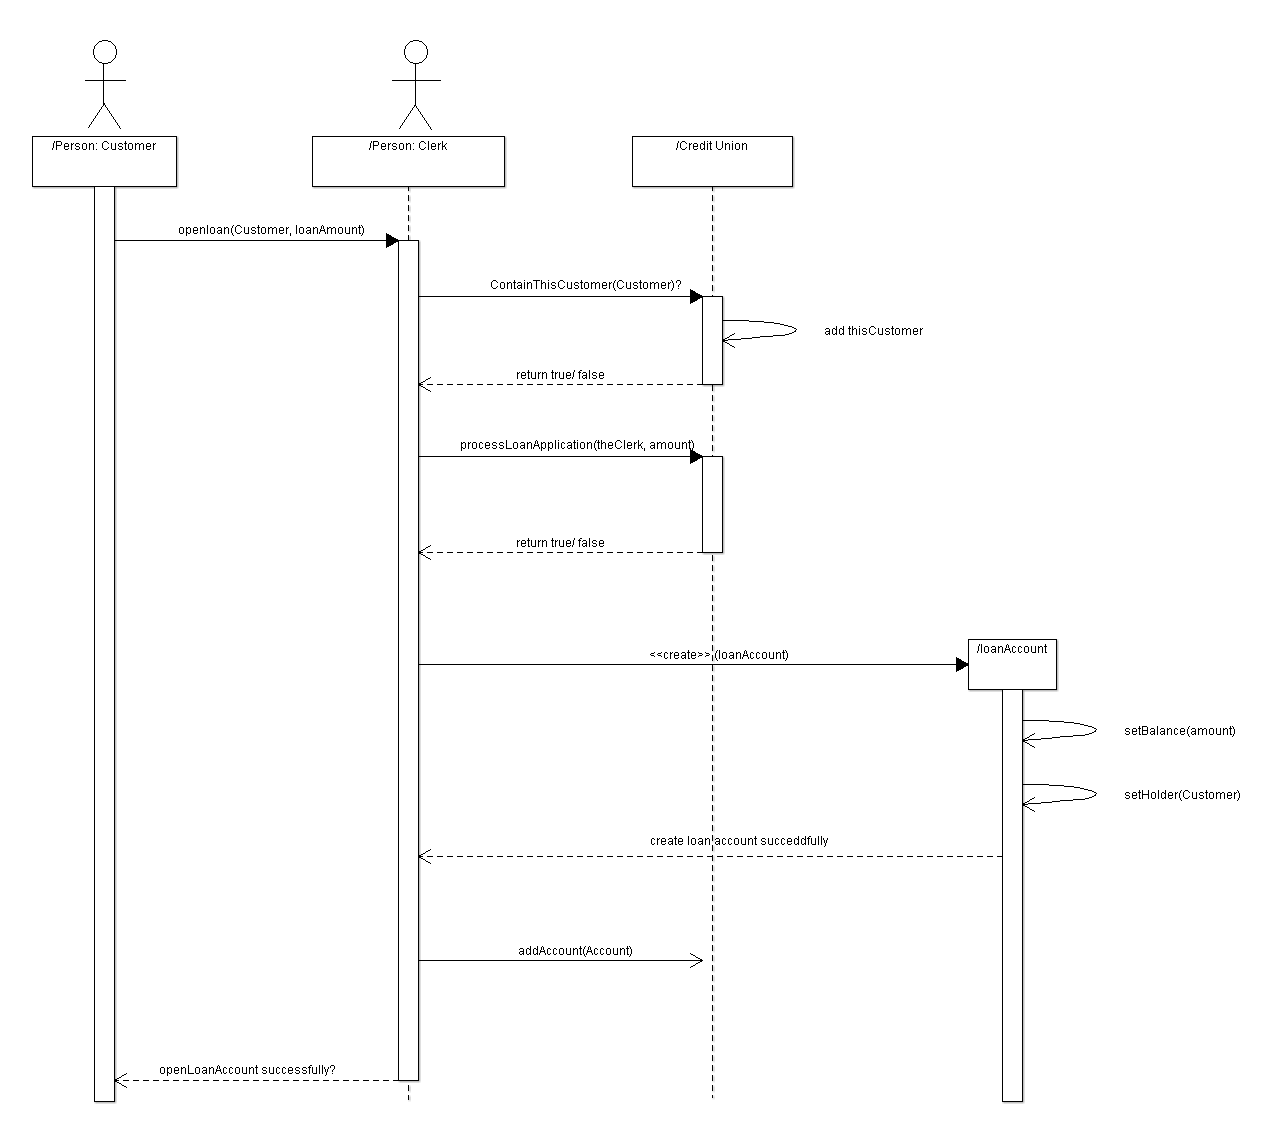 /Person: Customer
/Person: Clerk
/Credit Union
openloan(Customer, loanAmount)
ContainThisCustomer(Customer)?
add thisCustomer
return true/ false
processLoanApplication(theClerk, amount)
return true/ false
/loanAccount
<<create>> (loanAccount)
setBalance(amount)
setHolder(Customer)
create loan account succeddfully
addAccount(Account)
openLoanAccount successfully?